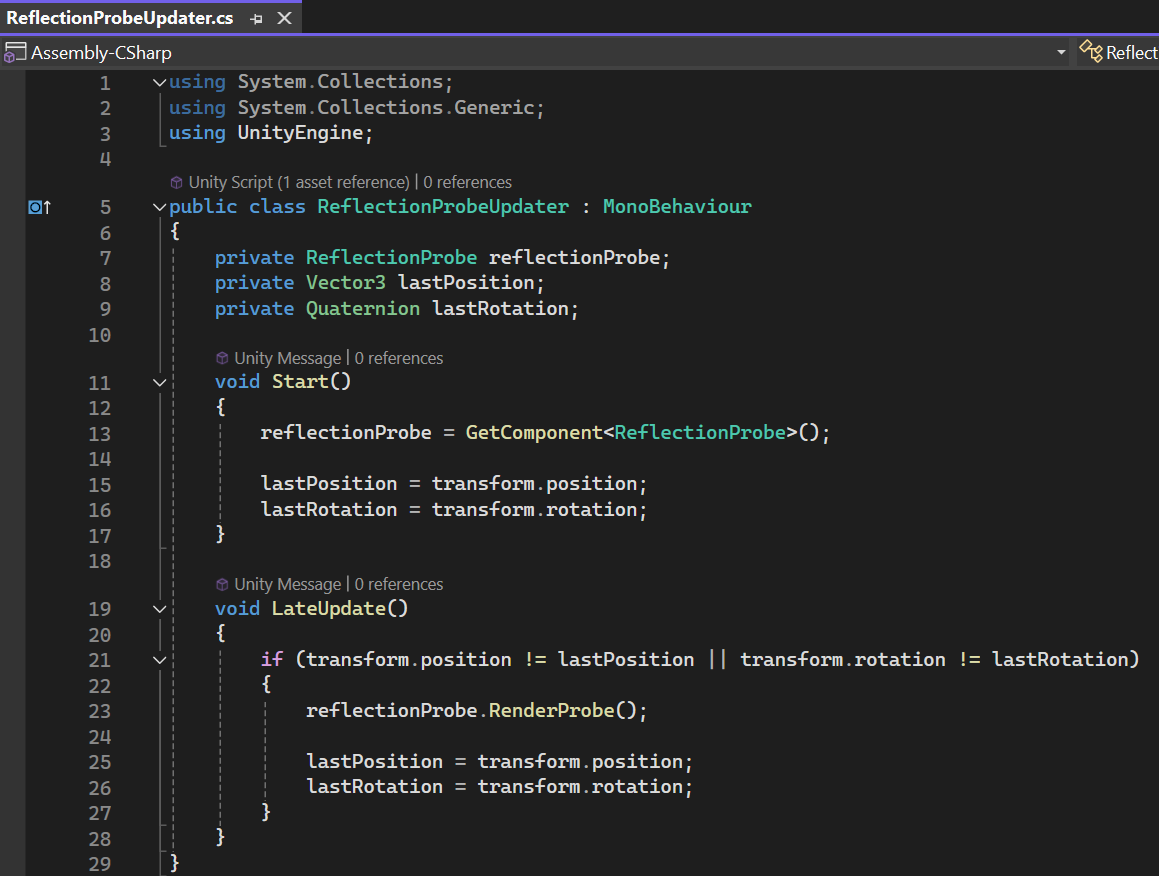 ReflectionProbeUpdater.cs
Assembly-CSharp
Reflect
1 using System.Collections;
2 using System.Collections.Generic;
3 using UnityEngine;
4
Unity Script (1 asset reference) | 0 references
5 public class ReflectionProbeUpdater : MonoBehaviour
6 {
7 private ReflectionProbe reflectionProbe;
8 private Vector3 lastPosition;
9 private Quaternion lastRotation;
10
Unity Message | 0 references
11 void Start()
12 {
13 reflectionProbe = GetComponent<ReflectionProbe>();
14
15 lastPosition = transform.position;
16 lastRotation = transform.rotation;
17 }
18
Unity Message | 0 references
19 void LateUpdate()
20 {
21 if (transform.position != lastPosition || transform.rotation != lastRotation)
22 {
23 reflectionProbe.RenderProbe();
24
25 lastPosition = transform.position;
26 lastRotation = transform.rotation;
27 }
28 }
29 }